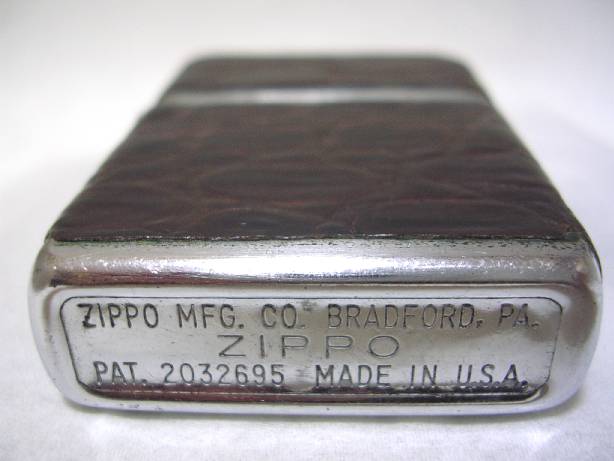 ZIPPO MFG. CO. BRADFORD, PA.
ZIPPO
PAT. 2032695 MADE IN U.S.A.